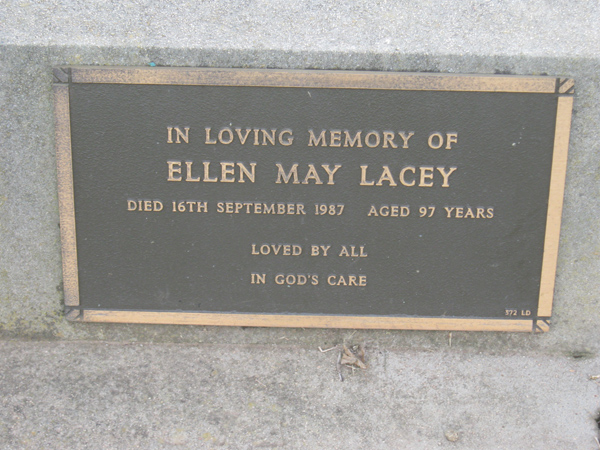 IN LOVING MEMORY OF
ELLEN MAY LACEY
DIED 16TH SEPTEMBER 1987 AGED 97 YEARS
LOVED BY ALL
IN GOD'S CARE
572 LD